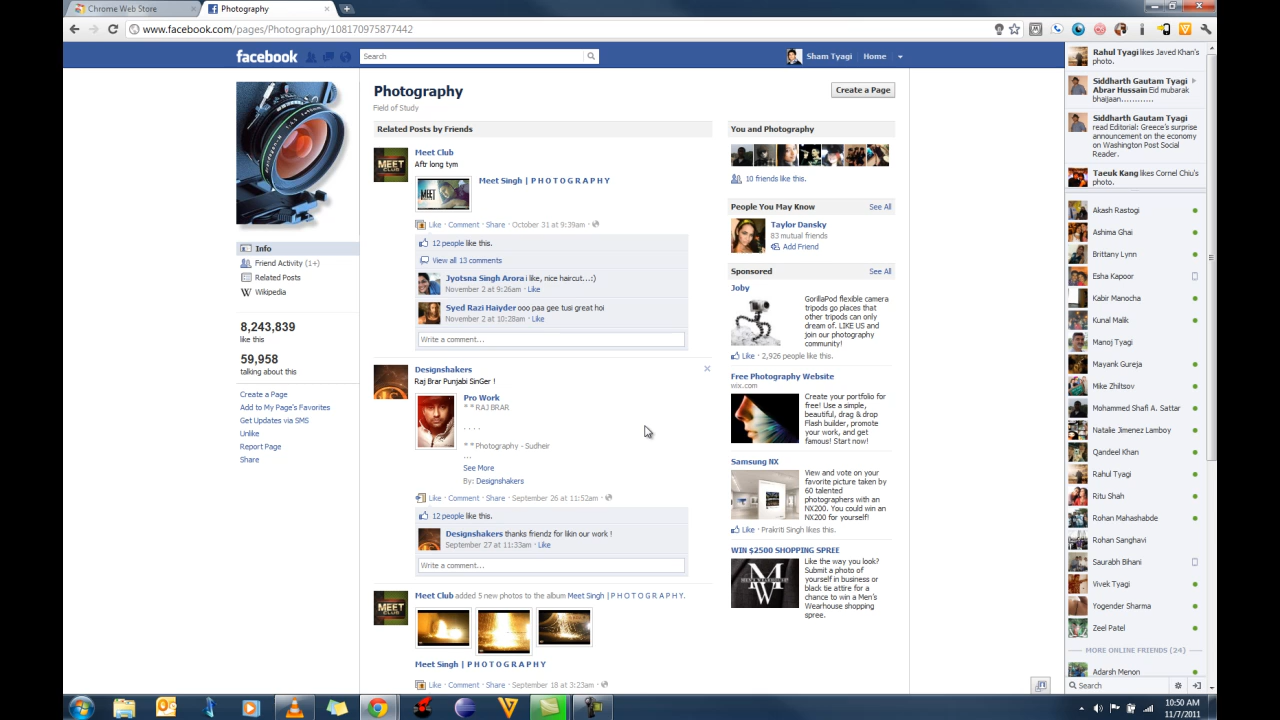 Chrome Web Store
Photography
www.facebook.com/pages/Photography/108170975877442
facebook
Search
Sham Tyagi
Home
Photography
Field of Study
Create a Page
Info
Friend Activity (1+)
Related Posts
Wikipedia
8,243,839
like this
59,958
talking about this
Create a Page
Add to My Page's Favorites
Get Updates via SMS
Unlike
Report Page
Share
Related Posts by Friends
MEET
CLUB
Meet Club
Aftr long tym
MEET
Meet Singh | P H O T O G R A P H Y
Like · Comment · Share · October 31 at 9:39am ·
12 people like this.
View all 13 comments
Jyotsna Singh Arora i like, nice haircut...:)
November 2 at 9:26am · Like
Syed Razi Haiyder ooo paa gee tusi great hoi
November 2 at 10:28am · Like
Write a comment...
Designshakers
Raj Brar Punjabi SinGer !
Pro Work
* * RAJ BRAR
. . . .
* * Photography - Sudheir
...
See More
By: Designshakers
Like · Comment · Share · September 26 at 11:52am ·
12 people like this.
Designshakers thanks friendz for likin our work !
September 27 at 11:33am · Like
Write a comment...
MEET
CLUB
Meet Club added 5 new photos to the album Meet Singh | P H O T O G R A P H Y.
Meet Singh | P H O T O G R A P H Y
Like · Comment · Share · September 18 at 3:23am ·
You and Photography
10 friends like this.
People You May Know
See All
Taylor Dansky
83 mutual friends
Add Friend
Sponsored
See All
Joby
GorillaPod flexible camera
tripods go places that
other tripods can only
dream of. LIKE US and
join our photography
community!
Like · 2,926 people like this.
Free Photography Website
wix.com
Create your portfolio for
free! Use a simple,
beautiful, drag & drop
Flash builder, promote
your work, and get
famous! Start now!
Samsung NX
View and vote on your
favorite picture taken by
60 talented
photographers with an
NX200. You could win an
NX200 for yourself!
Like · Prakriti Singh likes this.
WIN $2500 SHOPPING SPREE
Like the way you look?
Submit a photo of
yourself in business or
black tie attire for a
chance to win a Men's
Wearhouse shopping
spree.
Rahul Tyagi likes Javed Khan's
photo.
Siddharth Gautam Tyagi
Abrar Hussain Eid mubarak
bhaijaan............
Siddharth Gautam Tyagi
read Editorial: Greece's surprise
announcement on the economy
on Washington Post Social
Reader.
Taeuk Kang likes Cornel Chiu's
photo.
Akash Rastogi
Ashima Ghai
Brittany Lynn
Esha Kapoor
Kabir Manocha
Kunal Malik
Manoj Tyagi
Mayank Gureja
Mike Zhiltsov
Mohammed Shafi A. Sattar
Natalie Jimenez Lamboy
Qandeel Khan
Rahul Tyagi
Ritu Shah
Rohan Mahashabde
Rohan Sanghavi
Saurabh Bihani
Vivek Tyagi
Yogender Sharma
Zeel Patel
MORE ONLINE FRIENDS (24)
Adarsh Menon
Search
10:50 AM
11/7/2011